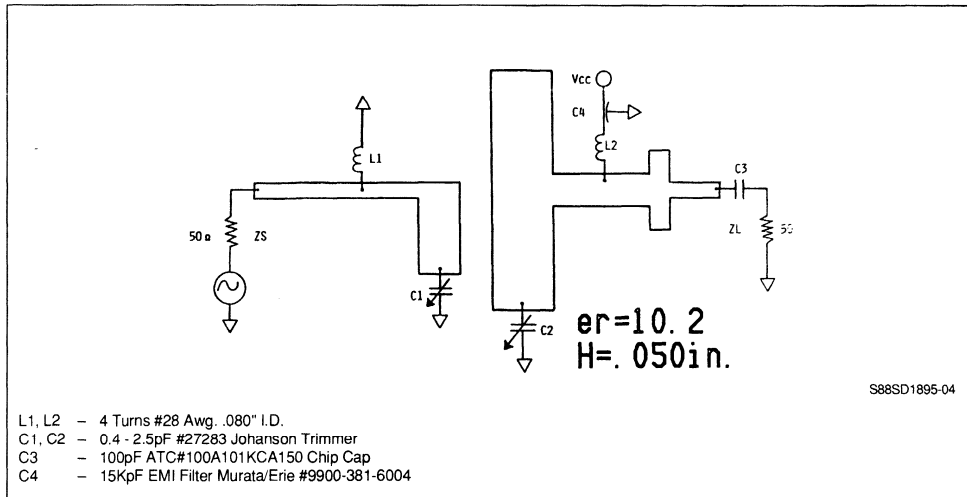 Vcc
C4
L1
L2
C3
50Ω
ZS
ZL
C1
C2
er=10.2
H=.050in.
S88SD1895-04
L1, L2 – 4 Turns #28 Awg. .080" I.D.
C1, C2 – 0.4 - 2.5pF #27283 Johanson Trimmer
C3 – 100pF ATC#100A101KCA150 Chip Cap
C4 – 15KpF EMI Filter Murata/Erie #9900-381-6004